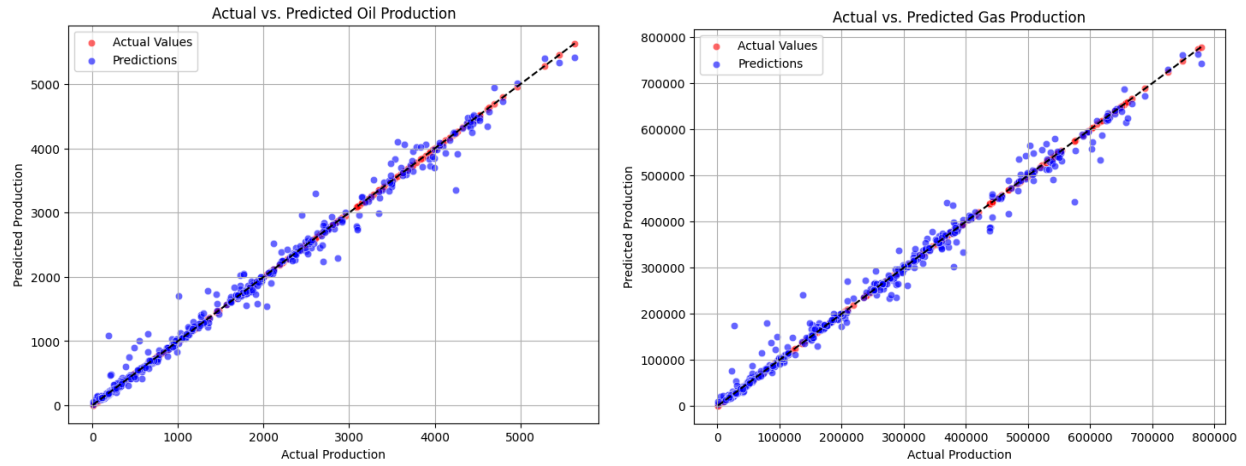 Actual vs. Predicted Oil Production
Actual Values
Predictions
Predicted Production
5000
4000
3000
2000
1000
0
0 1000 2000 3000 4000 5000
Actual Production
Actual vs. Predicted Gas Production
Actual Values
Predictions
Predicted Production
800000
700000
600000
500000
400000
300000
200000
100000
0
0 100000 200000 300000 400000 500000 600000 700000 800000
Actual Production